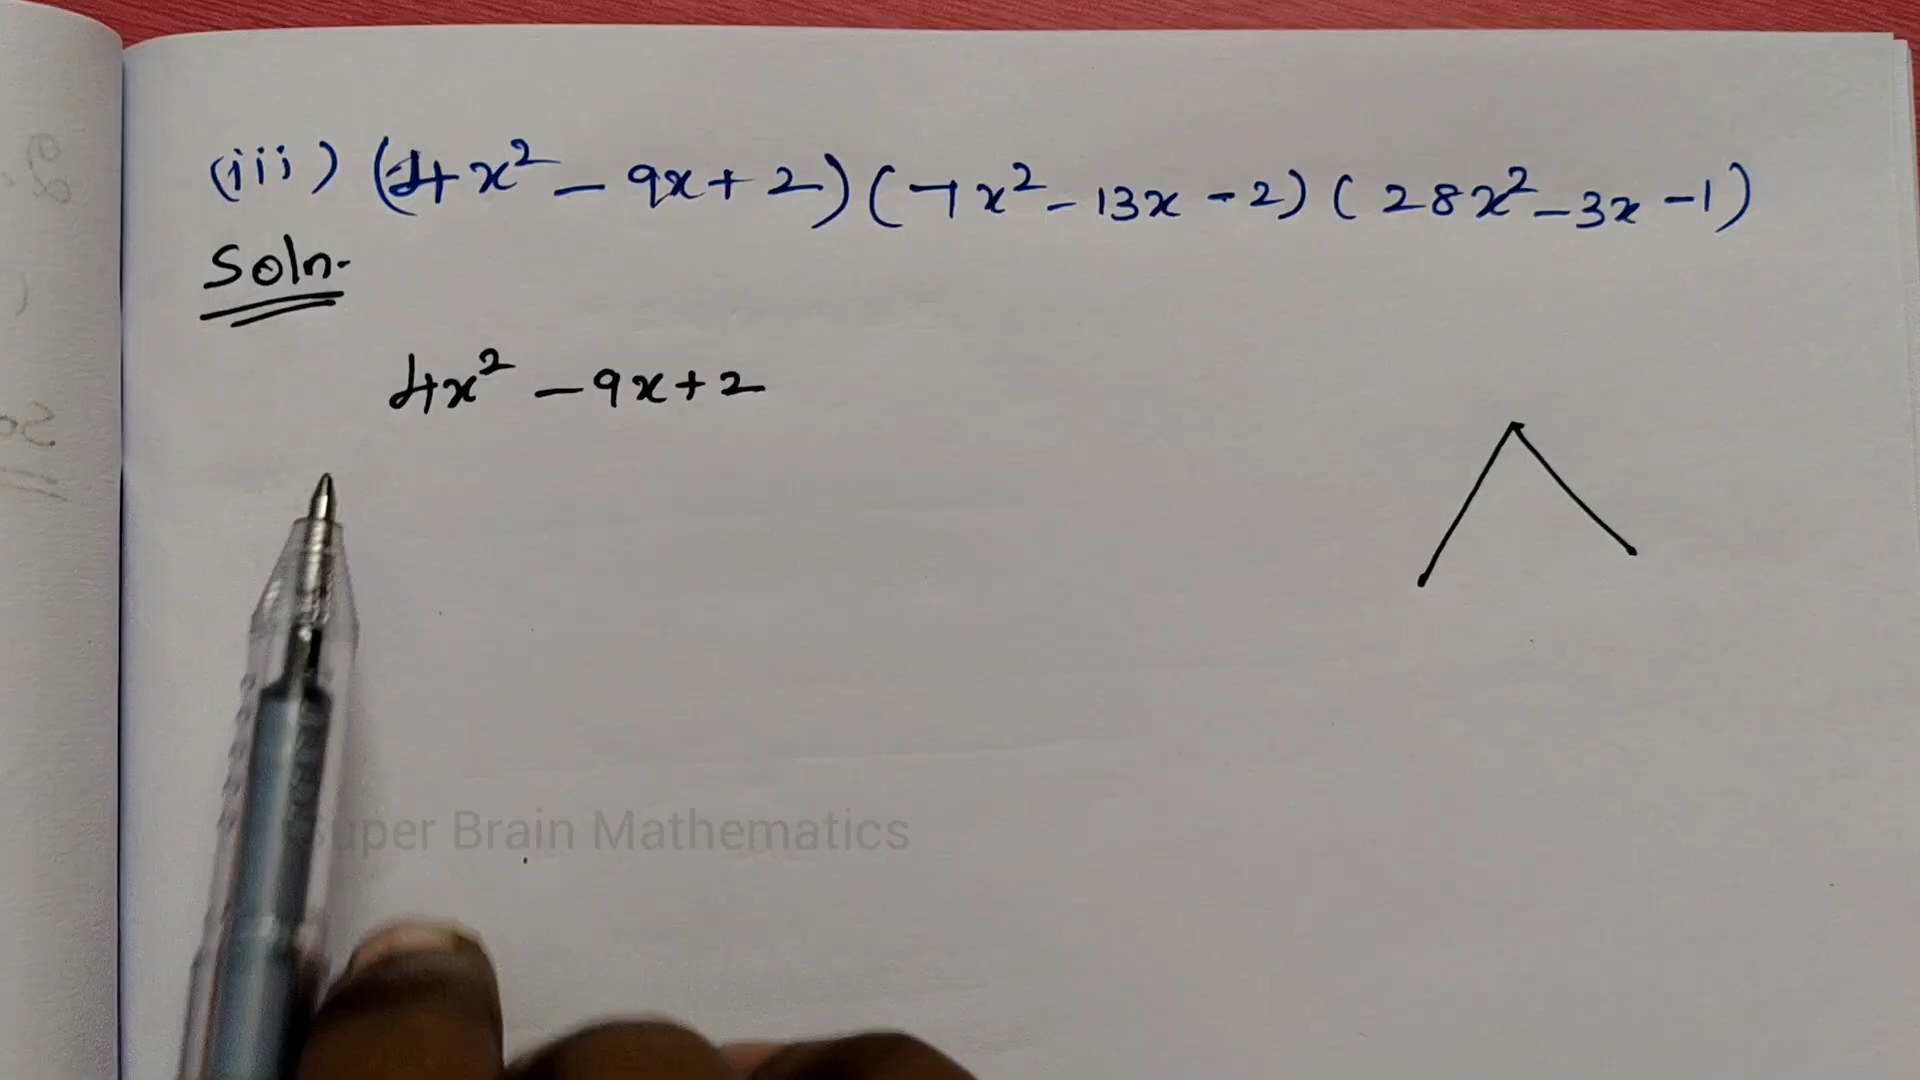 (iii) (4x² - 9x + 2) (7x² - 13x - 2) (28x² - 3x - 1)
Soln.
4x² - 9x + 2
Super Brain Mathematics